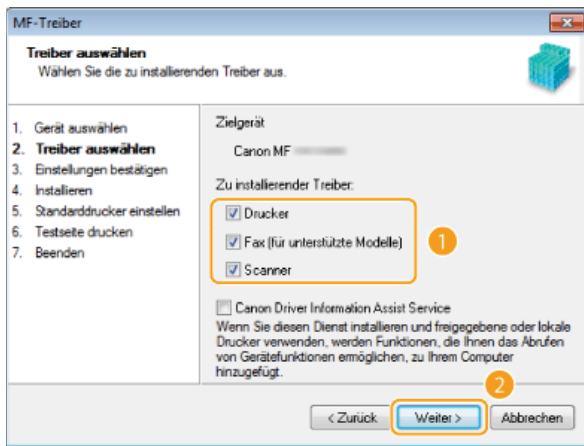 MF-Treiber
Treiber auswählen
Wählen Sie die zu installierenden Treiber aus.
1. Gerät auswählen
2. Treiber auswählen
3. Einstellungen bestätigen
4. Installieren
5. Standarddrucker einstellen
6. Testseite drucken
7. Beenden
Zielgerät
Canon MF
Zu installierender Treiber:
Drucker
Fax (für unterstützte Modelle)
Scanner
1
Canon Driver Information Assist Service
Wenn Sie diesen Dienst installieren und freigegebene oder lokale
Drucker verwenden, werden Funktionen, die Ihnen das Abrufen
von Gerätefunktionen ermöglichen, zu Ihrem Computer
hinzugefügt.
2
< Zurück
Weiter >
Abbrechen